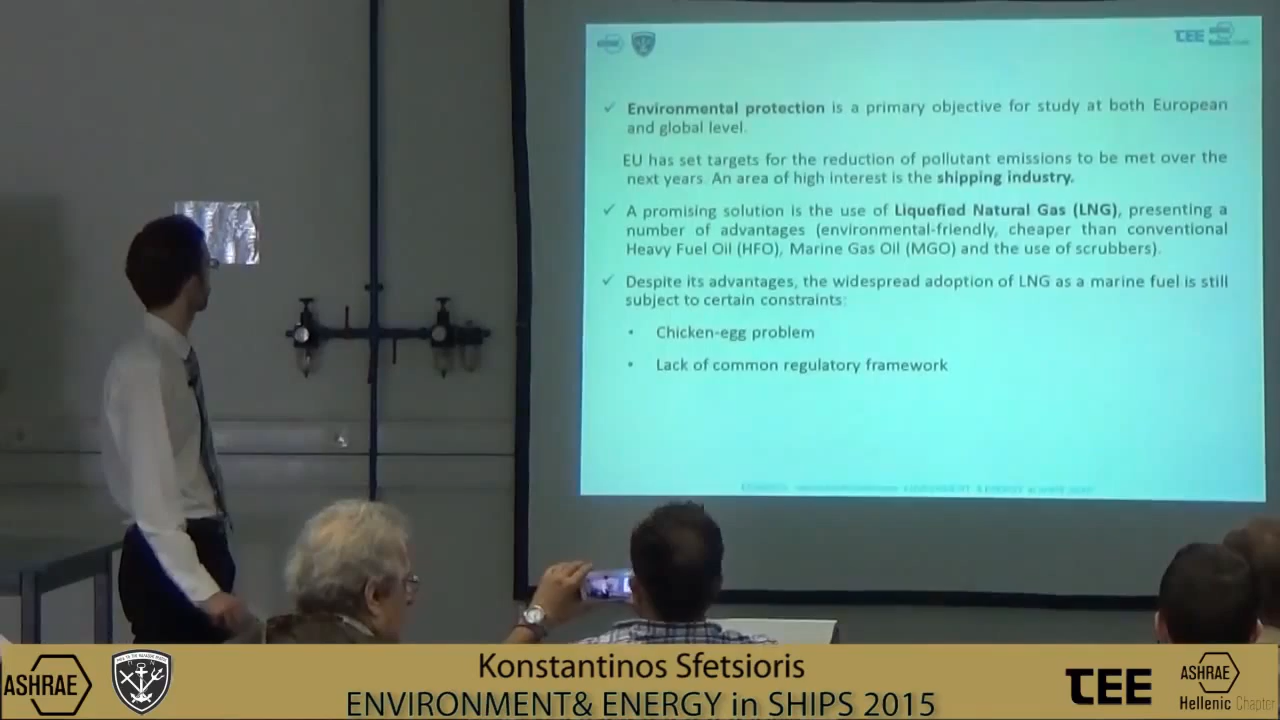 TEE
✓ Environmental protection is a primary objective for study at both European
and global level.
EU has set targets for the reduction of pollutant emissions to be met over the
next years. An area of high interest is the shipping industry.
✓ A promising solution is the use of Liquefied Natural Gas (LNG), presenting a
number of advantages (environmental-friendly, cheaper than conventional
Heavy Fuel Oil (HFO), Marine Gas Oil (MGO) and the use of scrubbers).
✓ Despite its advantages, the widespread adoption of LNG as a marine fuel is still
subject to certain constraints:
• Chicken-egg problem
• Lack of common regulatory framework
Konstantinos Sfetsioris
ENVIRONMENT& ENERGY in SHIPS 2015
ASHRAE
TEE
ASHRAE
Hellenic Chapter